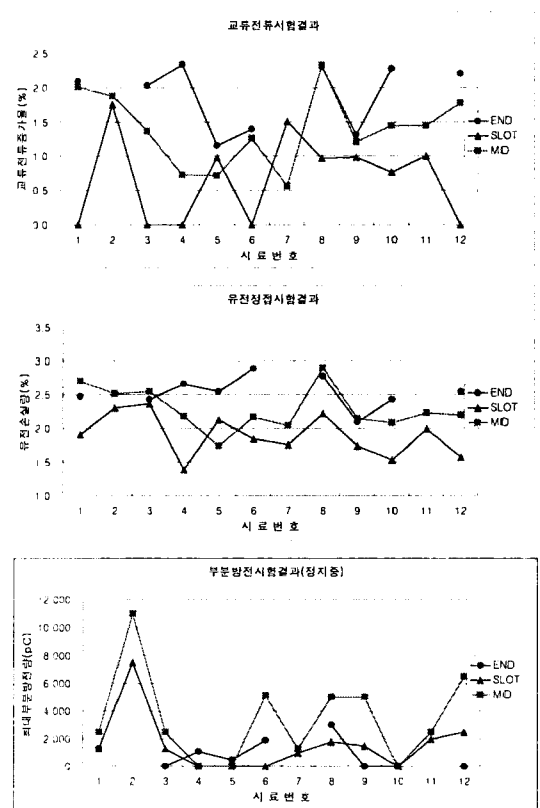 교류전류시험결과
2.5
2.0
1.5
1.0
0.5
0.0
교류전류증가율(%)
1 2 3 4 5 6 7 8 9 10 11 12
시 료 번 호
END
SLOT
MID
유전정접시험결과
3.5
3.0
2.5
2.0
1.5
1.0
유전손실량(%)
1 2 3 4 5 6 7 8 9 10 11 12
시 료 번 호
END
SLOT
MID
부분방전시험결과(정지중)
12 000
10 000
8 000
6 000
4 000
2 000
0
최대부분방전량(pC)
1 2 3 4 5 6 7 8 9 10 11 12
시 료 번 호
END
SLOT
MID